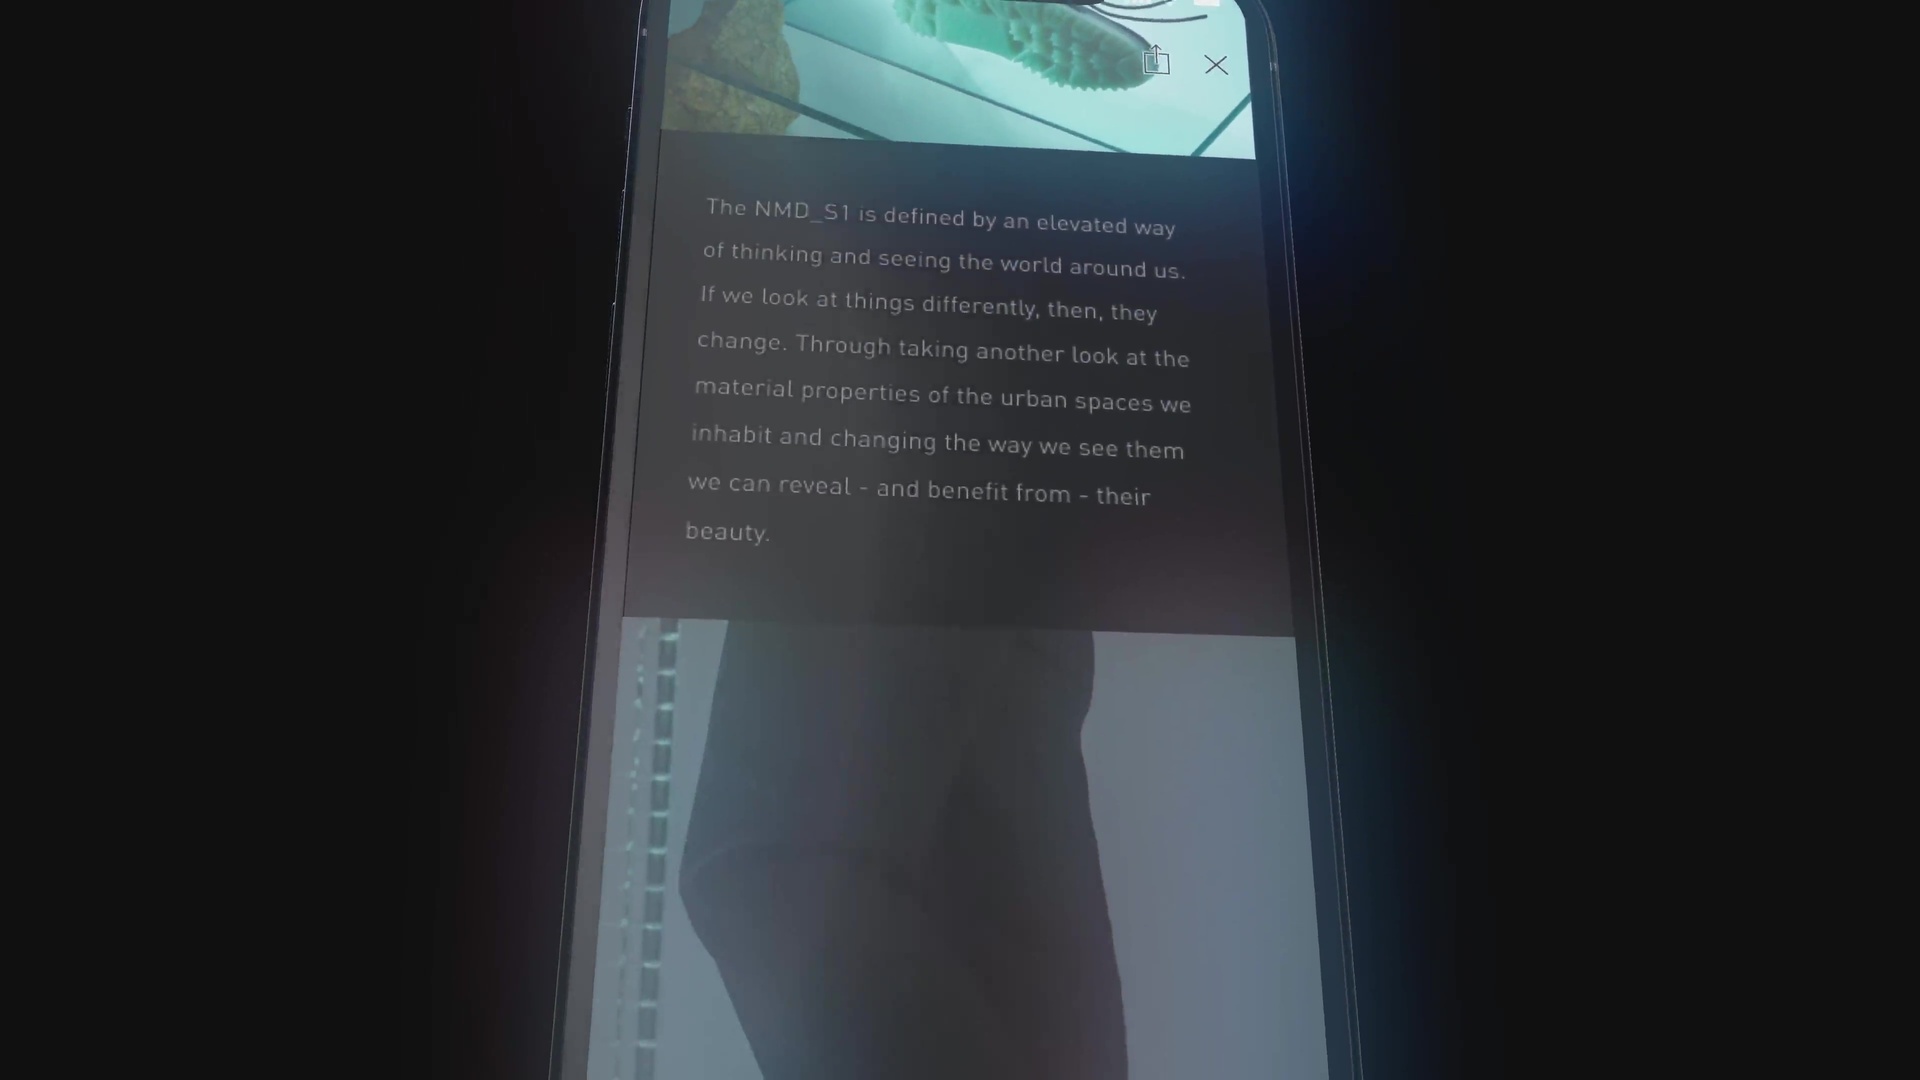 The NMD_S1 is defined by an elevated way
of thinking and seeing the world around us.
If we look at things differently, then, they
change. Through taking another look at the
material properties of the urban spaces we
inhabit and changing the way we see them
we can reveal - and benefit from - their
beauty.